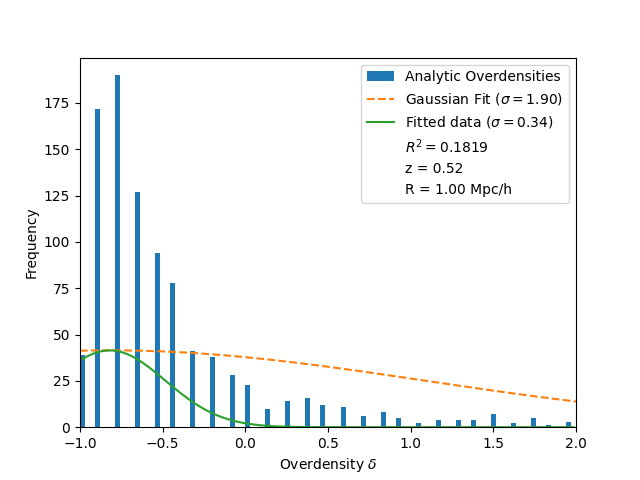 Analytic Overdensities
Gaussian Fit (σ = 1.90)
Fitted data (σ = 0.34)
R² = 0.1819
z = 0.52
R = 1.00 Mpc/h
175
150
125
100
75
50
25
0
Frequency
−1.0 −0.5 0.0 0.5 1.0 1.5 2.0
Overdensity δ